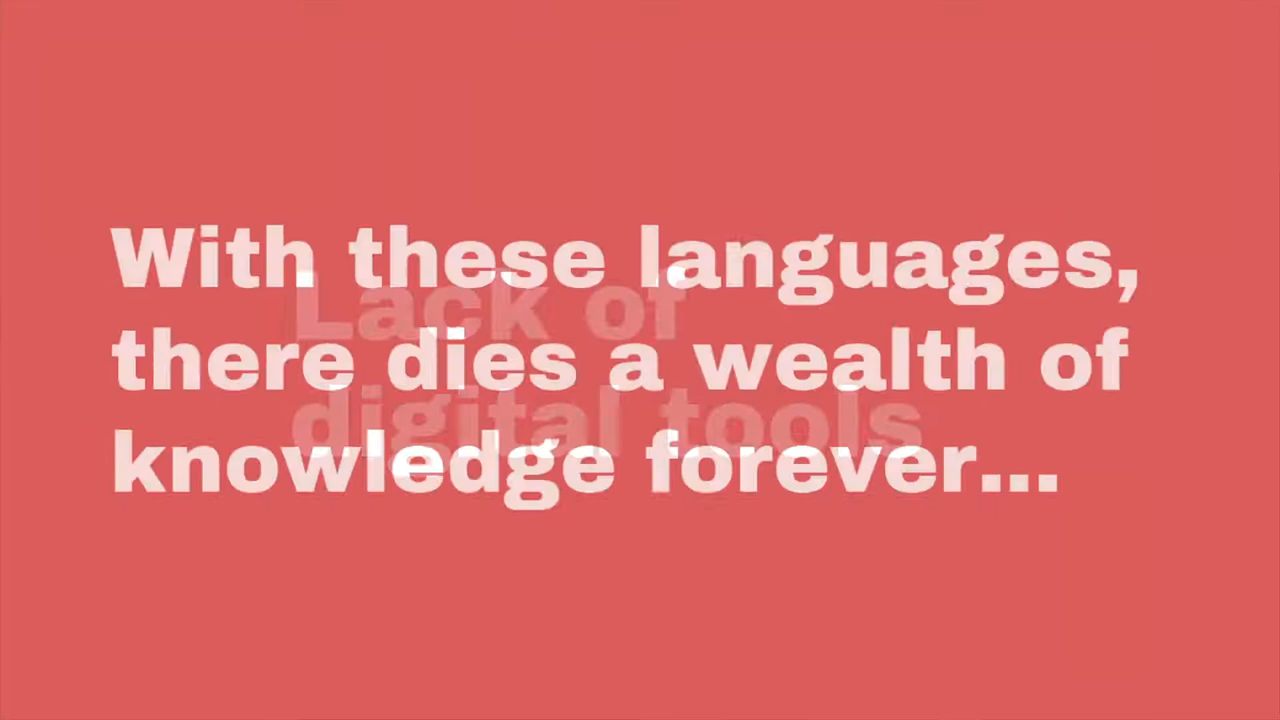 With these languages,
there dies a wealth of
knowledge forever...
Lack of
digital tools